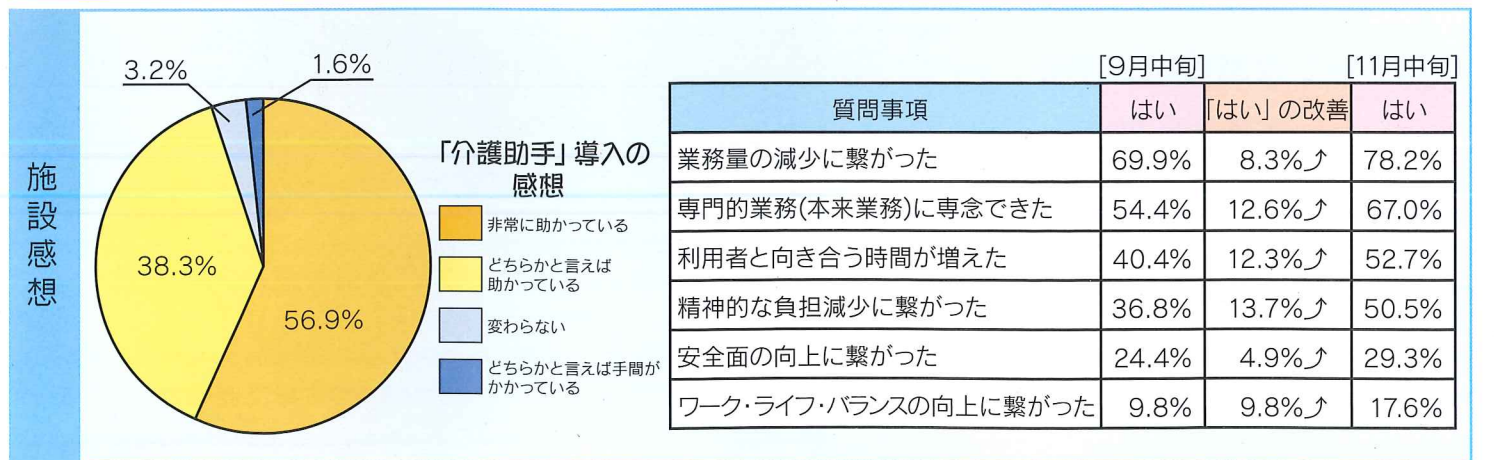 施設感想
3.2%
1.6%
38.3%
56.9%
「介護助手」導入の
感想
非常に助かっている
どちらかと言えば
助かっている
変わらない
どちらかと言えば手間が
かかっている
[9月中旬] [11月中旬]
質問事項 はい 「はい」の改善 はい
業務量の減少に繋がった 69.9% 8.3%⤴ 78.2%
専門的業務(本来業務)に専念できた 54.4% 12.6%⤴ 67.0%
利用者と向き合う時間が増えた 40.4% 12.3%⤴ 52.7%
精神的な負担減少に繋がった 36.8% 13.7%⤴ 50.5%
安全面の向上に繋がった 24.4% 4.9%⤴ 29.3%
ワーク・ライフ・バランスの向上に繋がった 9.8% 9.8%⤴ 17.6%